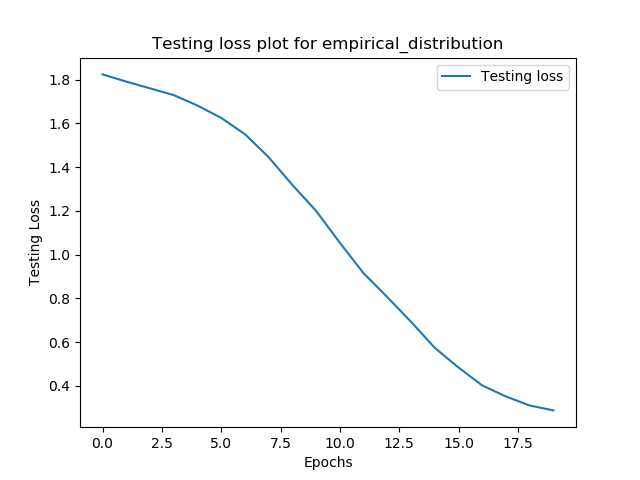 Testing loss plot for empirical_distribution
Testing loss
1.8
1.6
1.4
1.2
1.0
0.8
0.6
0.4
Testing Loss
0.0 2.5 5.0 7.5 10.0 12.5 15.0 17.5
Epochs